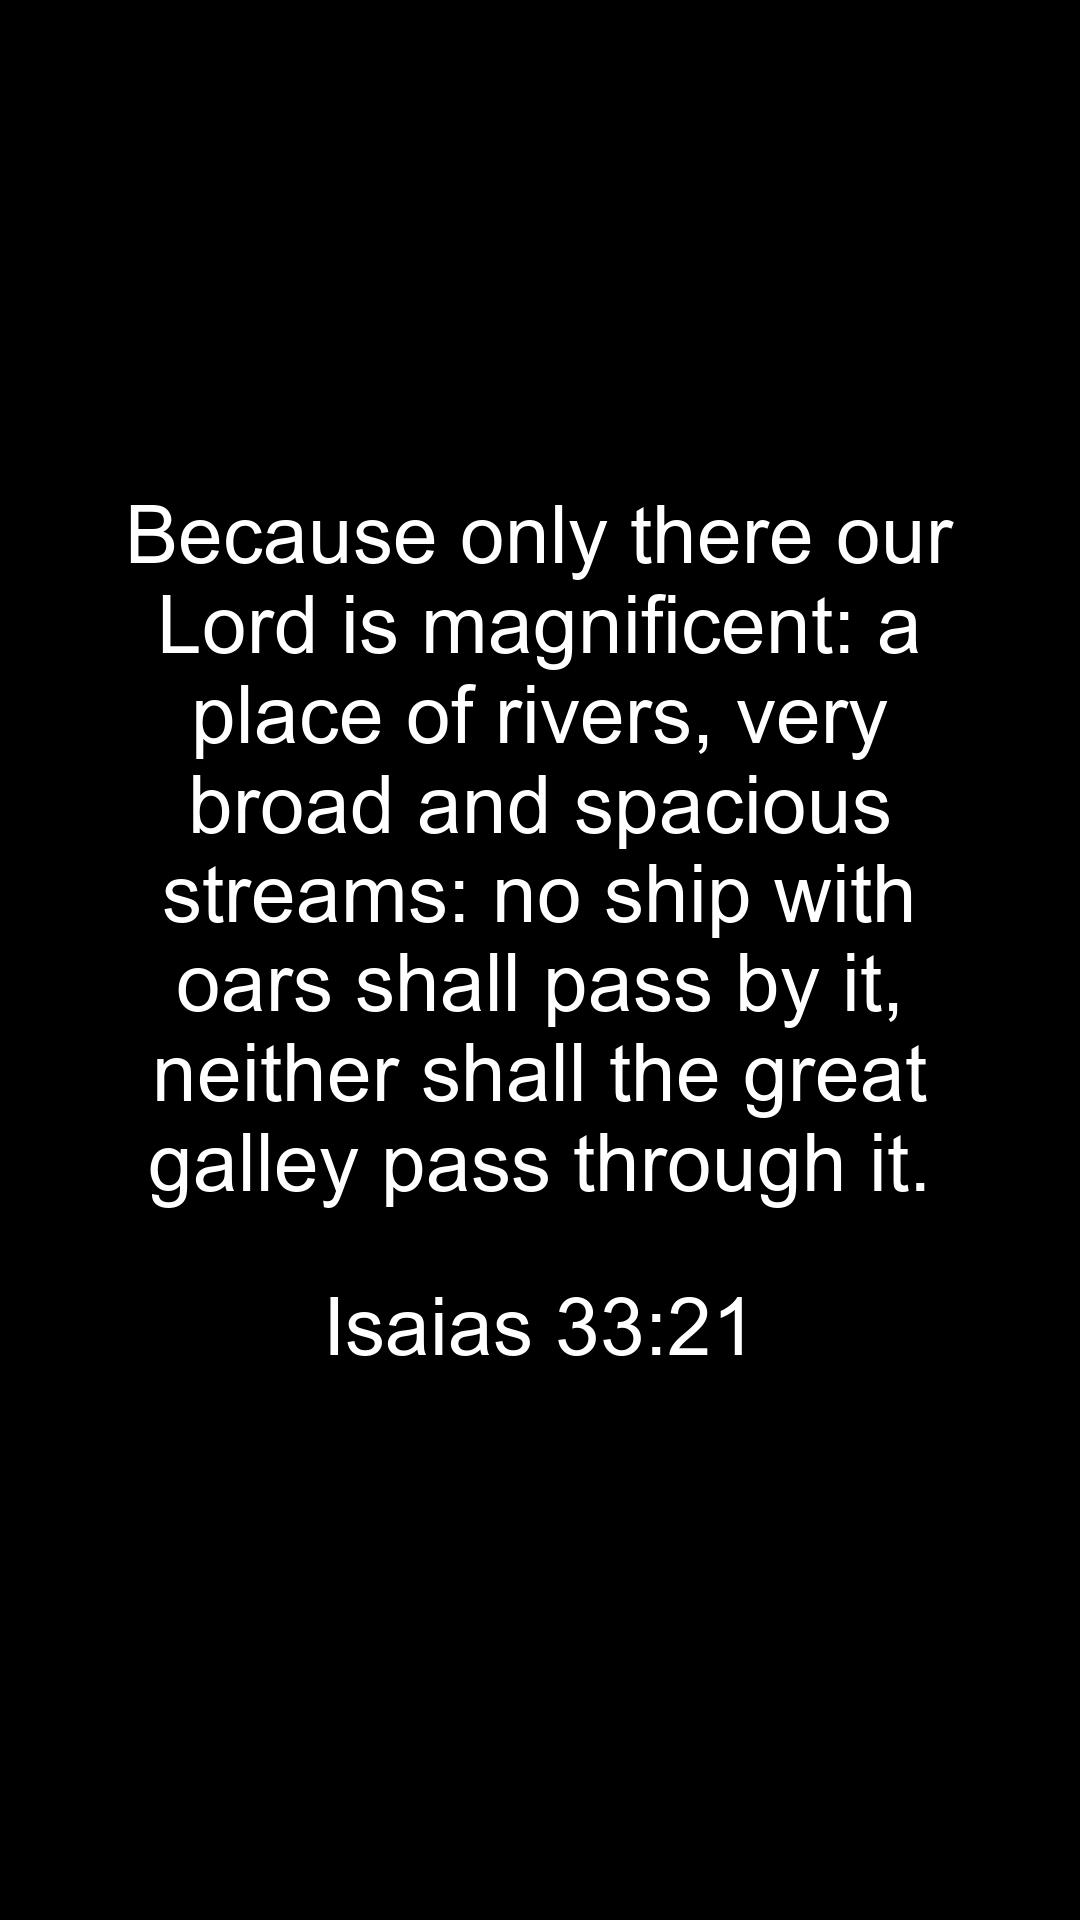 Because only there our
Lord is magnificent: a
place of rivers, very
broad and spacious
streams: no ship with
oars shall pass by it,
neither shall the great
galley pass through it.
Isaias 33:21